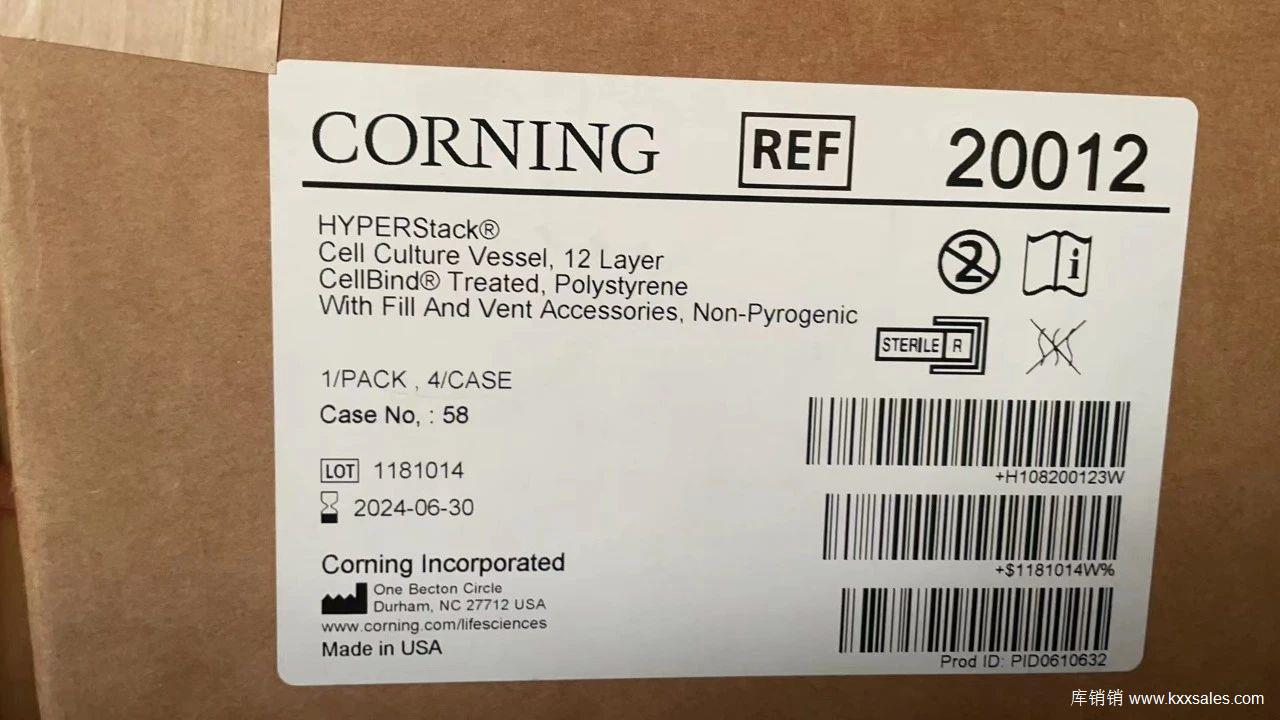 CORNING
REF
20012
HYPERStack®
Cell Culture Vessel, 12 Layer
CellBind® Treated, Polystyrene
With Fill And Vent Accessories, Non-Pyrogenic
2
i
STERILE R
1/PACK , 4/CASE
Case No, : 58
+H108200123W
LOT 1181014
2024-06-30
+$1181014W%
Corning Incorporated
One Becton Circle
Durham, NC 27712 USA
www.corning.com/lifesciences
Made in USA
Prod ID: PID0610632
库销销 www.kxxsales.com